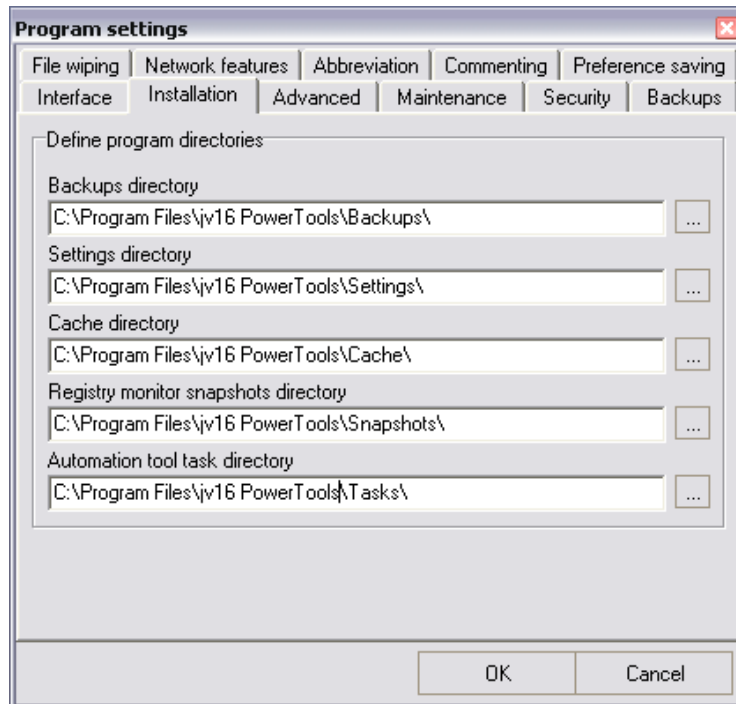 Program settings
File wiping Network features Abbreviation Commenting Preference saving
Interface Installation Advanced Maintenance Security Backups
Define program directories
Backups directory
C:\Program Files\jv16 PowerTools\Backups\ ...
Settings directory
C:\Program Files\jv16 PowerTools\Settings\ ...
Cache directory
C:\Program Files\jv16 PowerTools\Cache\ ...
Registry monitor snapshots directory
C:\Program Files\jv16 PowerTools\Snapshots\ ...
Automation tool task directory
C:\Program Files\jv16 PowerTools\Tasks\ ...
OK Cancel